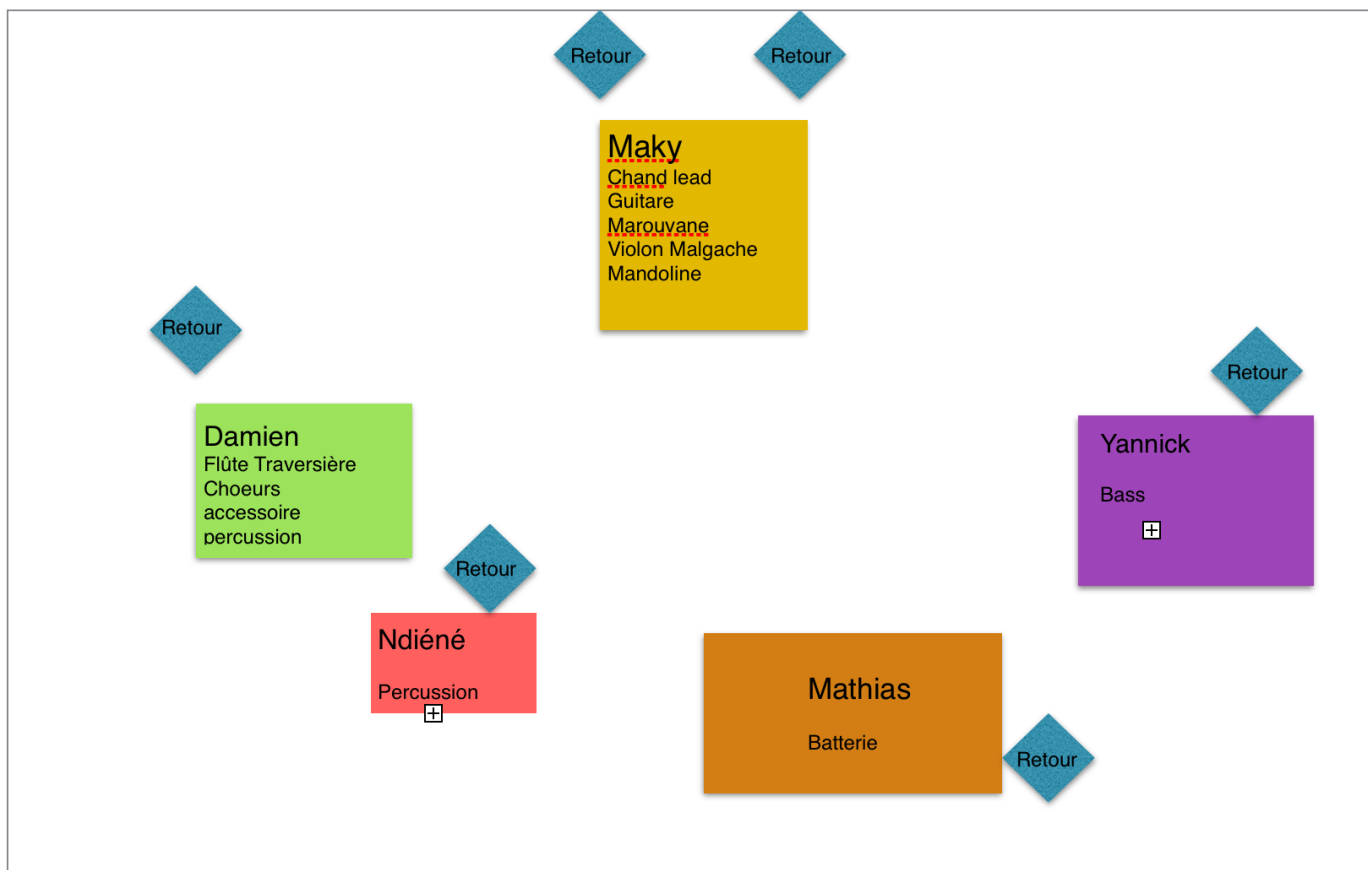 Retour
Retour
Maky
Chand lead
Guitare
Marouvane
Violon Malgache
Mandoline
Retour
Damien
Flûte Traversière
Choeurs
accessoire
percussion
Retour
Yannick
Bass
Retour
Ndiéné
Percussion
Mathias
Batterie
Retour